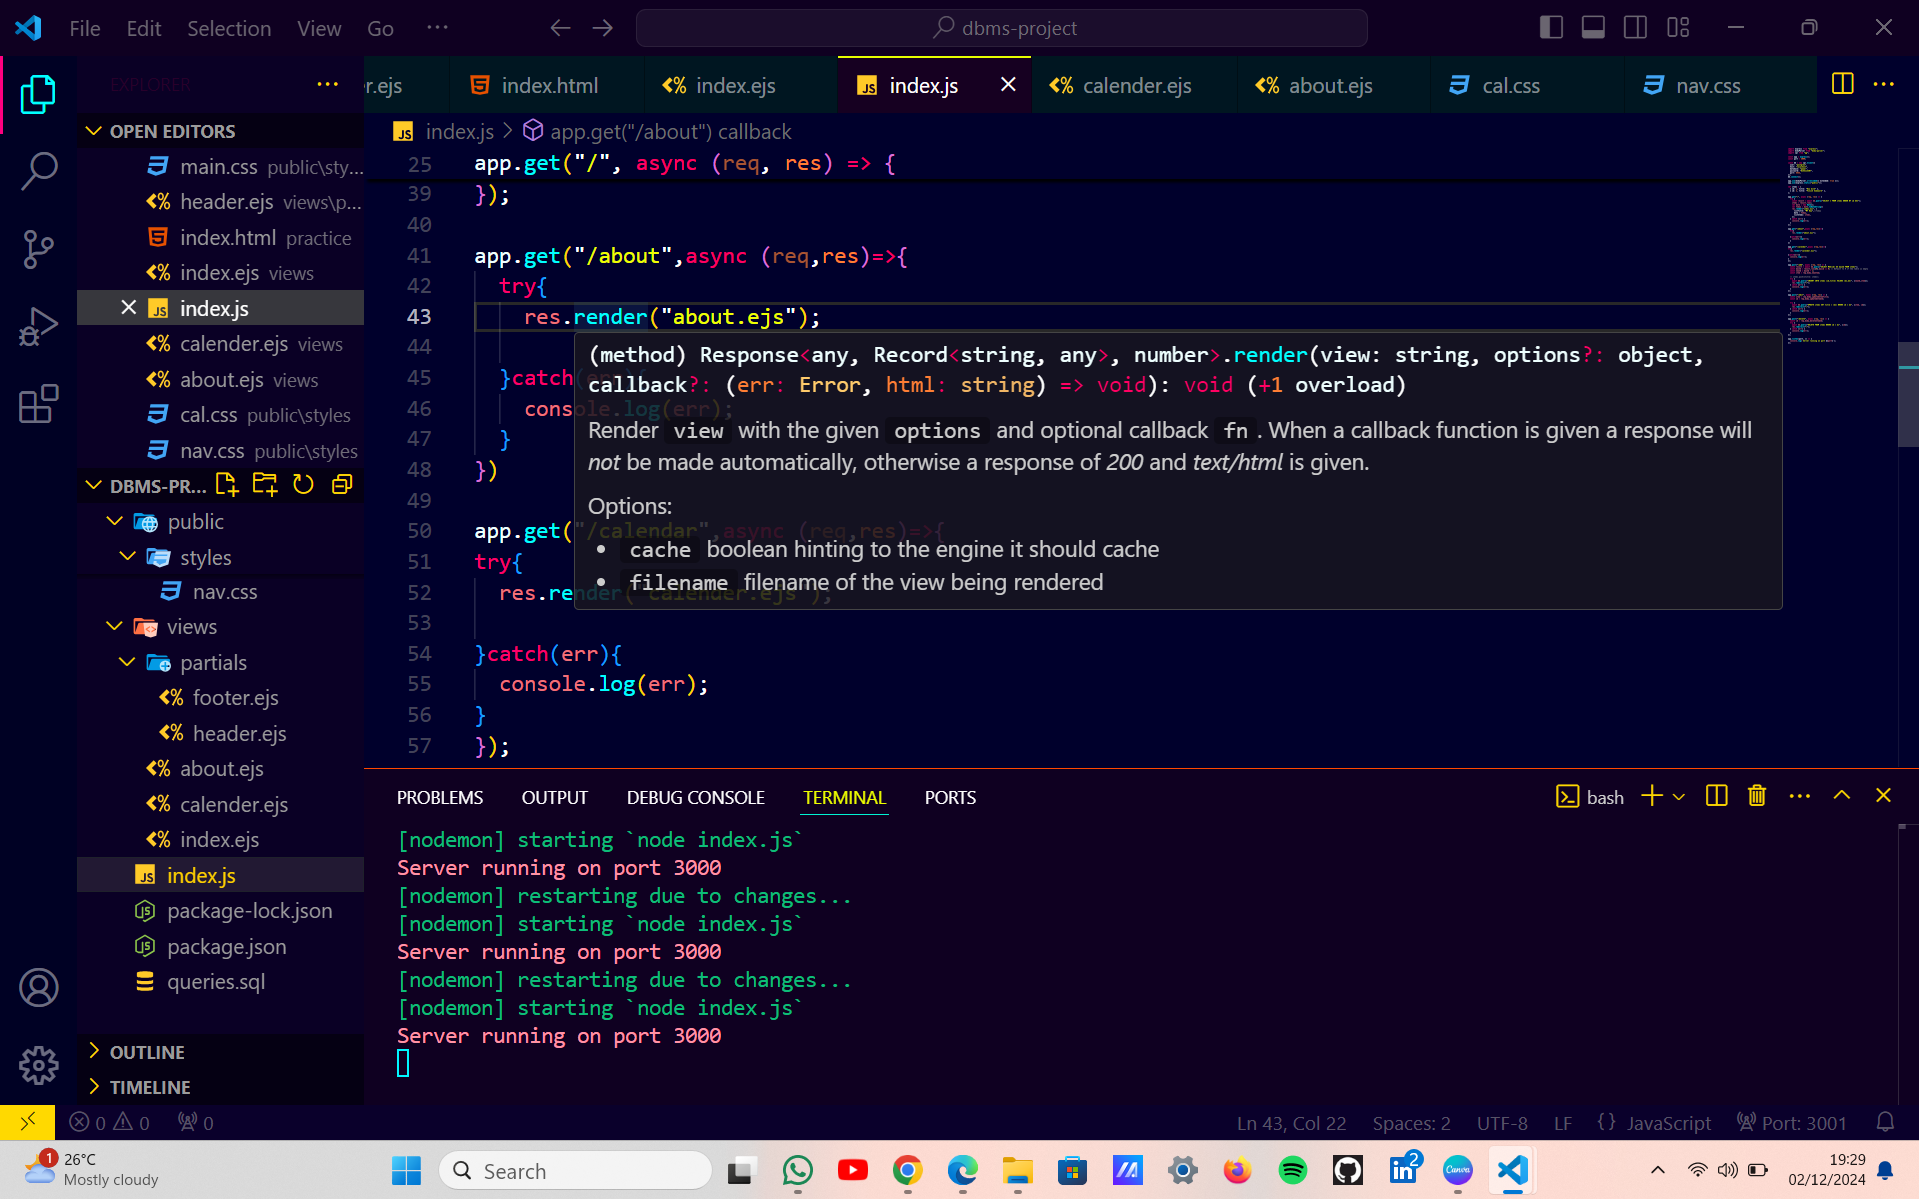 File Edit Selection View Go ··· dbms-project
EXPLORER ···
r.ejs index.html index.ejs index.js calender.ejs about.ejs cal.css nav.css ···
OPEN EDITORS
main.css public\sty...
header.ejs views\p...
index.html practice
index.ejs views
index.js
calender.ejs views
about.ejs views
cal.css public\styles
nav.css public\styles
DBMS-PR...
public
styles
nav.css
views
partials
footer.ejs
header.ejs
about.ejs
calender.ejs
index.ejs
index.js
package-lock.json
package.json
queries.sql
OUTLINE
TIMELINE
index.js > app.get("/about") callback
25 app.get("/", async (req, res) => {
39 });
40
41 app.get("/about",async (req,res)=>{
42 try{
43 res.render("about.ejs");
44
45 }catch(err){
46 console.log(err);
47 }
48 })
49
50 app.get("/calendar",async (req,res)=>{
51 try{
52 res.render("calender.ejs");
53
54 }catch(err){
55 console.log(err);
56 }
57 });
(method) Response<any, Record<string, any>, number>.render(view: string, options?: object,
callback?: (err: Error, html: string) => void): void (+1 overload)
Render view with the given options and optional callback fn. When a callback function is given a response will
not be made automatically, otherwise a response of 200 and text/html is given.
Options:
• cache boolean hinting to the engine it should cache
• filename filename of the view being rendered
PROBLEMS OUTPUT DEBUG CONSOLE TERMINAL PORTS bash ···
[nodemon] starting `node index.js`
Server running on port 3000
[nodemon] restarting due to changes...
[nodemon] starting `node index.js`
Server running on port 3000
[nodemon] restarting due to changes...
[nodemon] starting `node index.js`
Server running on port 3000
0 0 0 Ln 43, Col 22 Spaces: 2 UTF-8 LF {} JavaScript Port: 3001
1 26°C
Mostly cloudy
Search
Canva
2
19:29
02/12/2024